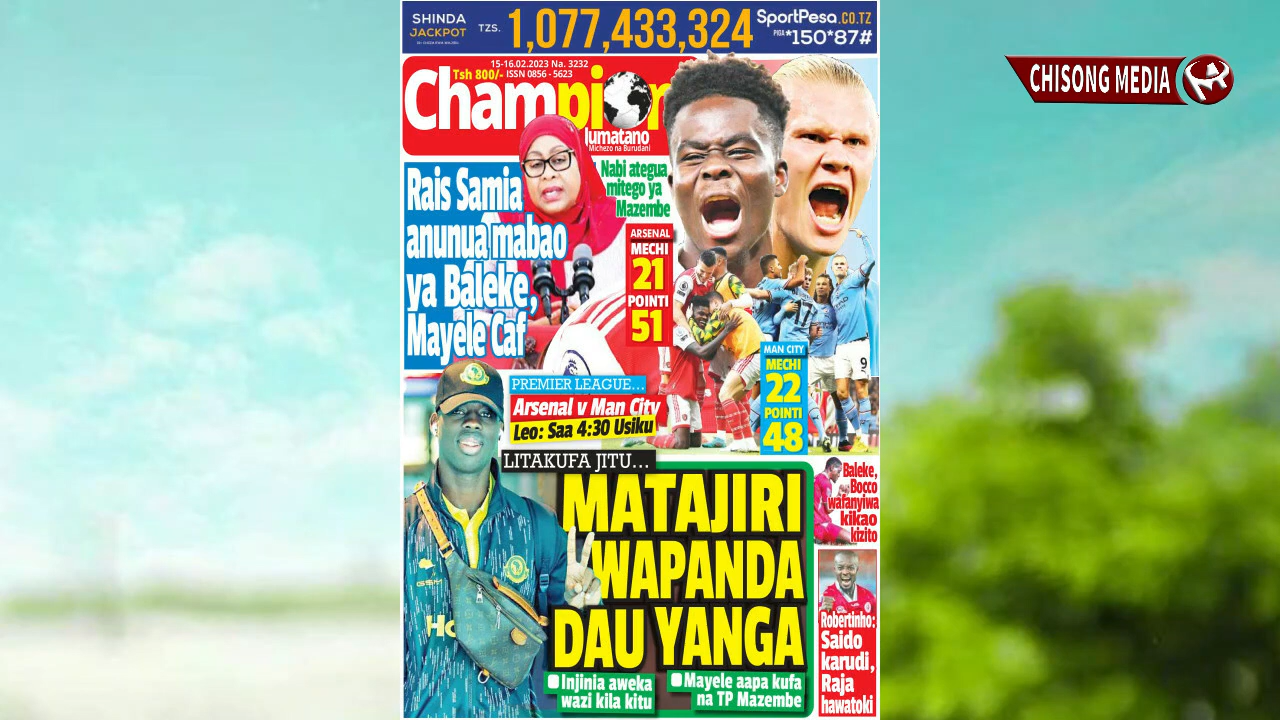 SHINDA
JACKPOT
TZS.
1,077,433,324
SportPesa.CO.TZ
PIGA *150*87#
CHISONG MEDIA
15-16.02.2023 Na. 3232
Tsh 800/- ISSN 0856 - 5623
Champion
Jumatano
Michezo na Burudani
Rais Samia
anunua mabao
ya Baleke,
Mayele Caf
Nabi ategua
mitego ya
Mazembe
ARSENAL
MECHI
21
POINTI
51
MAN CITY
MECHI
22
POINTI
48
PREMIER LEAGUE...
Arsenal v Man City
Leo: Saa 4:30 Usiku
LITAKUFA JITU...
MATAJIRI
WAPANDA
DAU YANGA
Injinia aweka
wazi kila kitu
Mayele aapa kufa
na TP Mazembe
Baleke,
Bocco
wafanyiwa
kikao
kizito
Robertinho:
Saido
karudi,
Raja
hawatoki